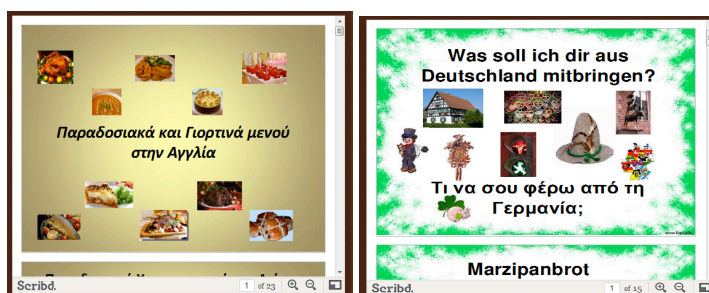 Παραδοσιακά και Γιορτινά μενού
στην Αγγλία
Scribd.
1 of 23
Was soll ich dir aus
Deutschland mitbringen?
Τι να σου φέρω από τη
Γερμανία;
Marzipanbrot
Scribd.
1 of 15